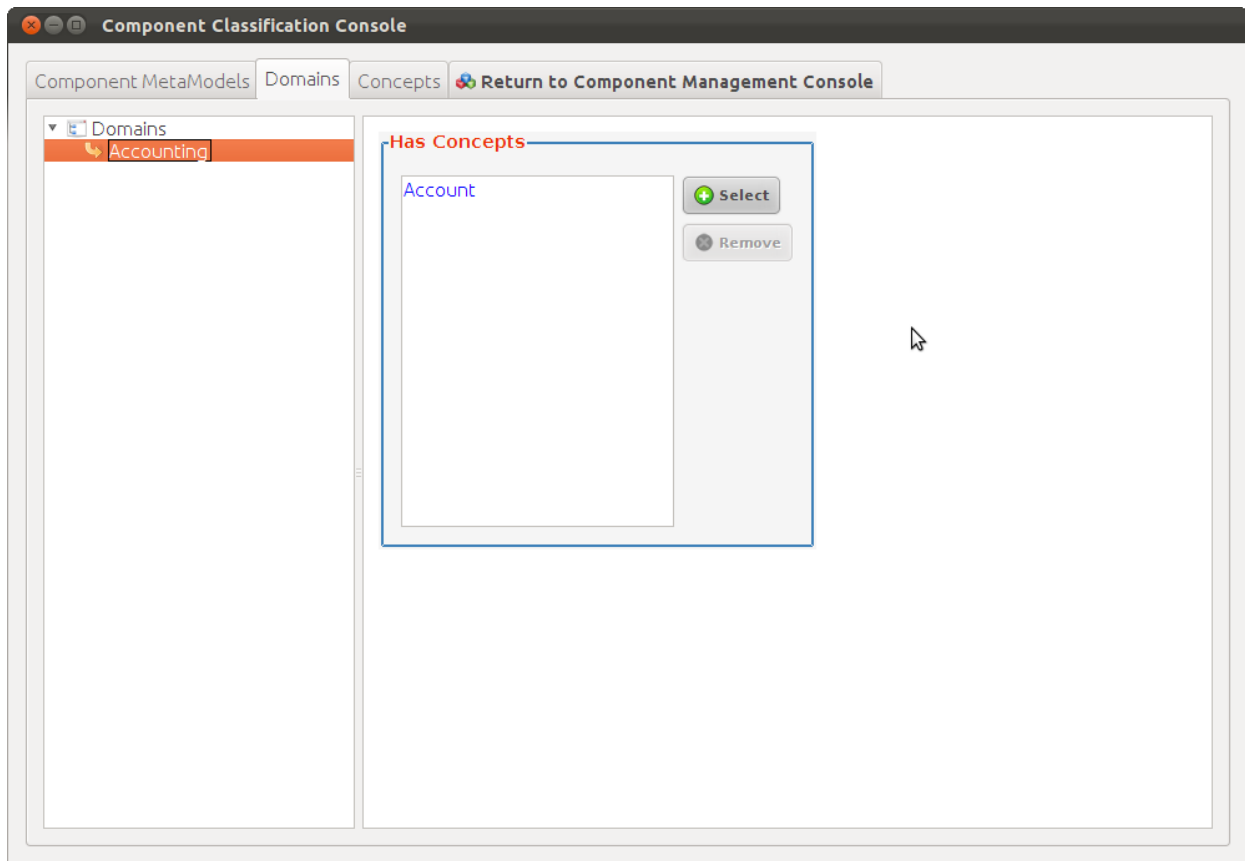 Component Classification Console
Component MetaModels Domains Concepts Return to Component Management Console
Domains
Accounting
Has Concepts
Account
Select
Remove